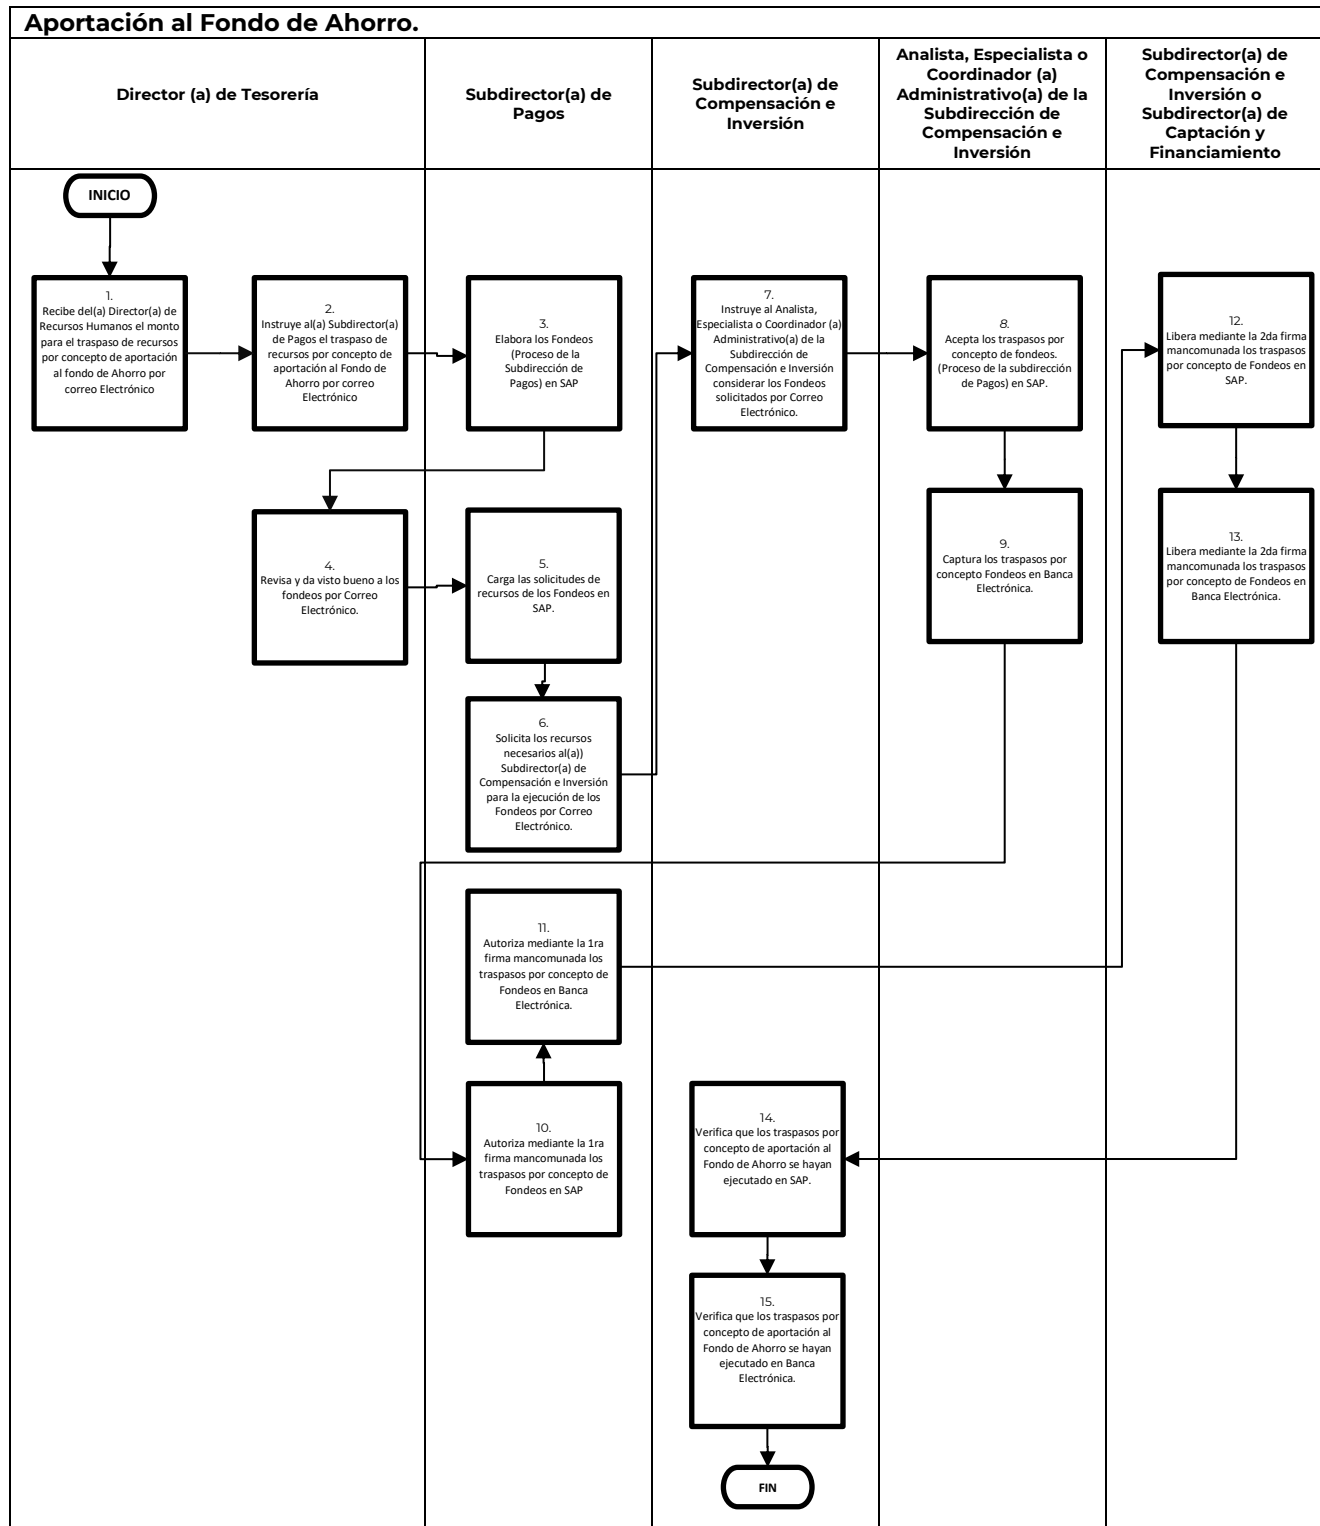 Aportación al Fondo de Ahorro.
Director (a) de Tesorería
Subdirector(a) de
Pagos
Subdirector(a) de
Compensación e
Inversión
Analista, Especialista o
Coordinador (a)
Administrativo(a) de la
Subdirección de
Compensación e
Inversión
Subdirector(a) de
Compensación e
Inversión o
Subdirector(a) de
Captación y
Financiamiento
INICIO
1.
Recibe del(a) Director(a) de
Recursos Humanos el monto
para el traspaso de recursos
por concepto de aportación
al fondo de Ahorro por
correo Electrónico
2.
Instruye al(a) Subdirector(a)
de Pagos el traspaso de
recursos por concepto de
aportación al Fondo de
Ahorro por correo
Electrónico
3.
Elabora los Fondeos
(Proceso de la
Subdirección de
Pagos) en SAP
4.
Revisa y da visto bueno a los
fondeos por Correo
Electrónico.
5.
Carga las solicitudes de
recursos de los Fondeos en
SAP.
6.
Solicita los recursos
necesarios al(a))
Subdirector(a) de
Compensación e Inversión
para la ejecución de los
Fondeos por Correo
Electrónico.
7.
Instruye al Analista,
Especialista o Coordinador (a)
Administrativo(a) de la
Subdirección de
Compensación e Inversión
considerar los Fondeos
solicitados por Correo
Electrónico.
8.
Acepta los traspasos por
concepto de fondeos.
(Proceso de la subdirección
de Pagos) en SAP.
9.
Captura los traspasos por
concepto Fondeos en Banca
Electrónica.
10.
Autoriza mediante la 1ra
firma mancomunada los
traspasos por concepto de
Fondeos en SAP
11.
Autoriza mediante la 1ra
firma mancomunada los
traspasos por concepto de
Fondeos en Banca
Electrónica.
12.
Libera mediante la 2da firma
mancomunada los traspasos
por concepto de Fondeos en
SAP.
13.
Libera mediante la 2da firma
mancomunada los traspasos
por concepto de Fondeos en
Banca Electrónica.
14.
Verifica que los traspasos por
concepto de aportación al
Fondo de Ahorro se hayan
ejecutado en SAP.
15.
Verifica que los traspasos por
concepto de aportación al
Fondo de Ahorro se hayan
ejecutado en Banca
Electrónica.
FIN